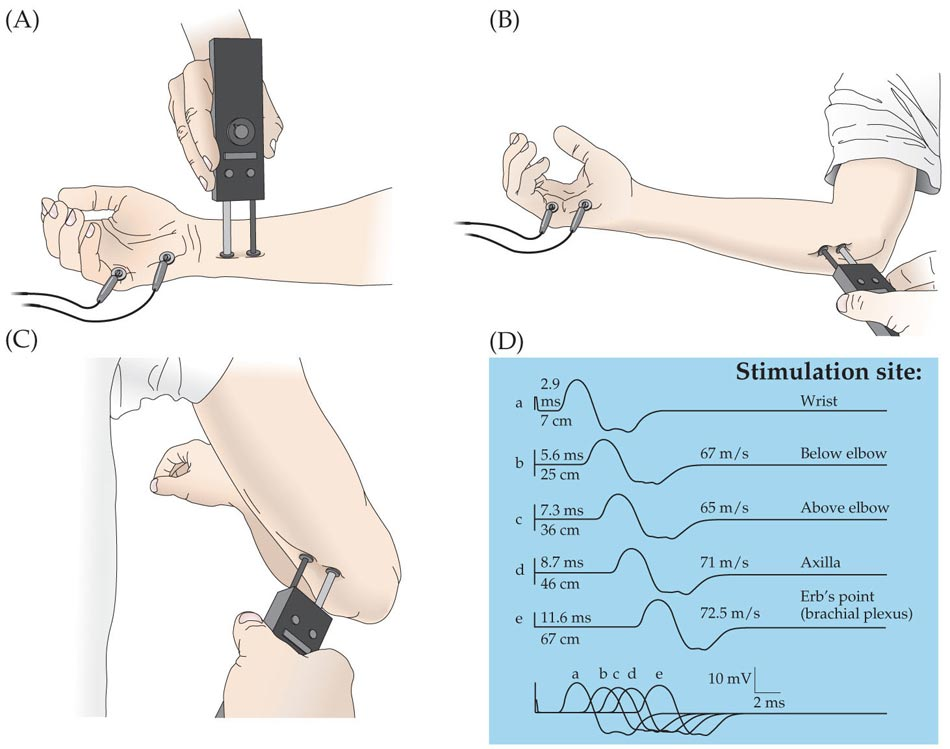 (A)
(B)
(C)
(D)
Stimulation site:
a 2.9 ms 7 cm Wrist
b 5.6 ms 25 cm 67 m/s Below elbow
c 7.3 ms 36 cm 65 m/s Above elbow
d 8.7 ms 46 cm 71 m/s Axilla
e 11.6 ms 67 cm 72.5 m/s Erb's point (brachial plexus)
a b c d e
10 mV
2 ms